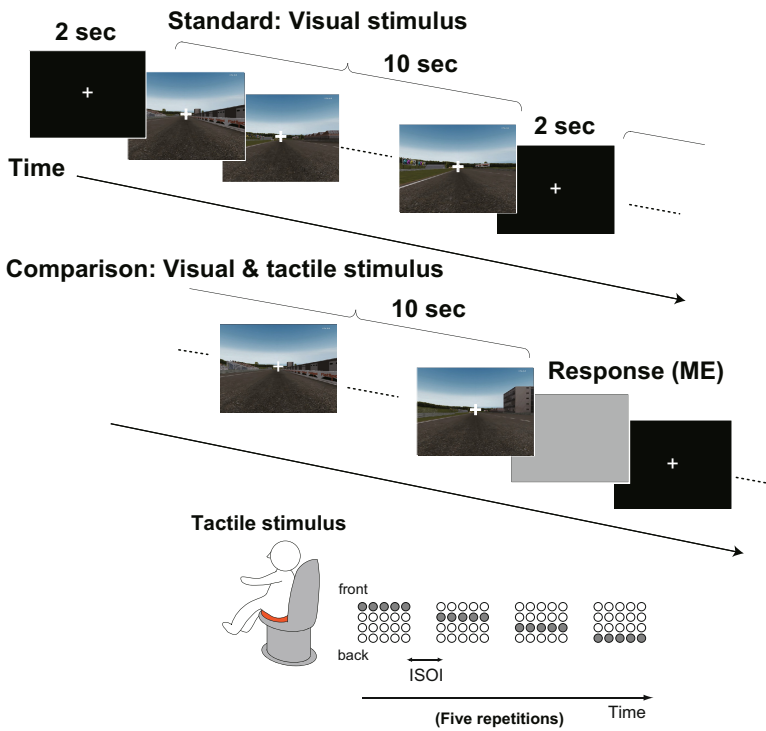 Standard: Visual stimulus
2 sec
10 sec
2 sec
Time
Comparison: Visual & tactile stimulus
10 sec
Response (ME)
Tactile stimulus
front
back
ISOI
Time
(Five repetitions)